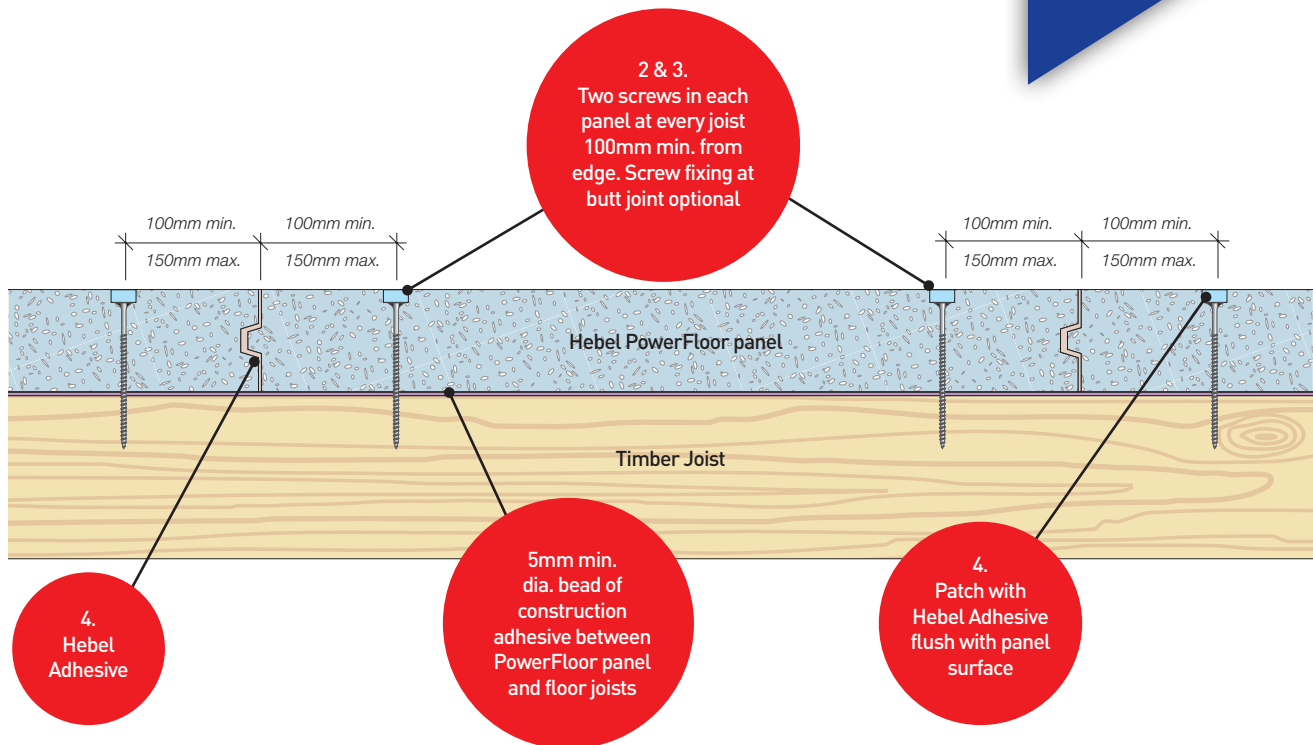 2 & 3.
Two screws in each
panel at every joist
100mm min. from
edge. Screw fixing at
butt joint optional
100mm min. 100mm min.
150mm max. 150mm max.
100mm min. 100mm min.
150mm max. 150mm max.
Hebel PowerFloor panel
Timber Joist
4.
Hebel
Adhesive
5mm min.
dia. bead of
construction
adhesive between
PowerFloor panel
and floor joists
4.
Patch with
Hebel Adhesive
flush with panel
surface